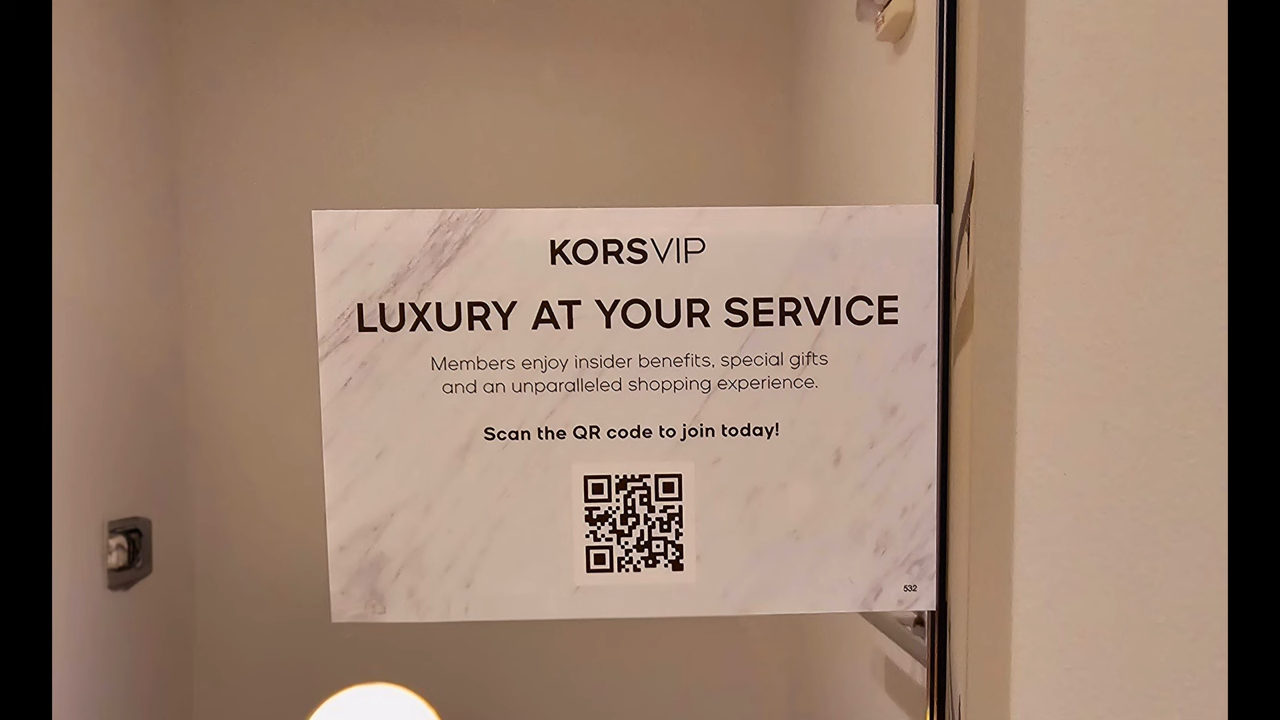 KORSVIP
LUXURY AT YOUR SERVICE
Members enjoy insider benefits, special gifts
and an unparalleled shopping experience.
Scan the QR code to join today!
532